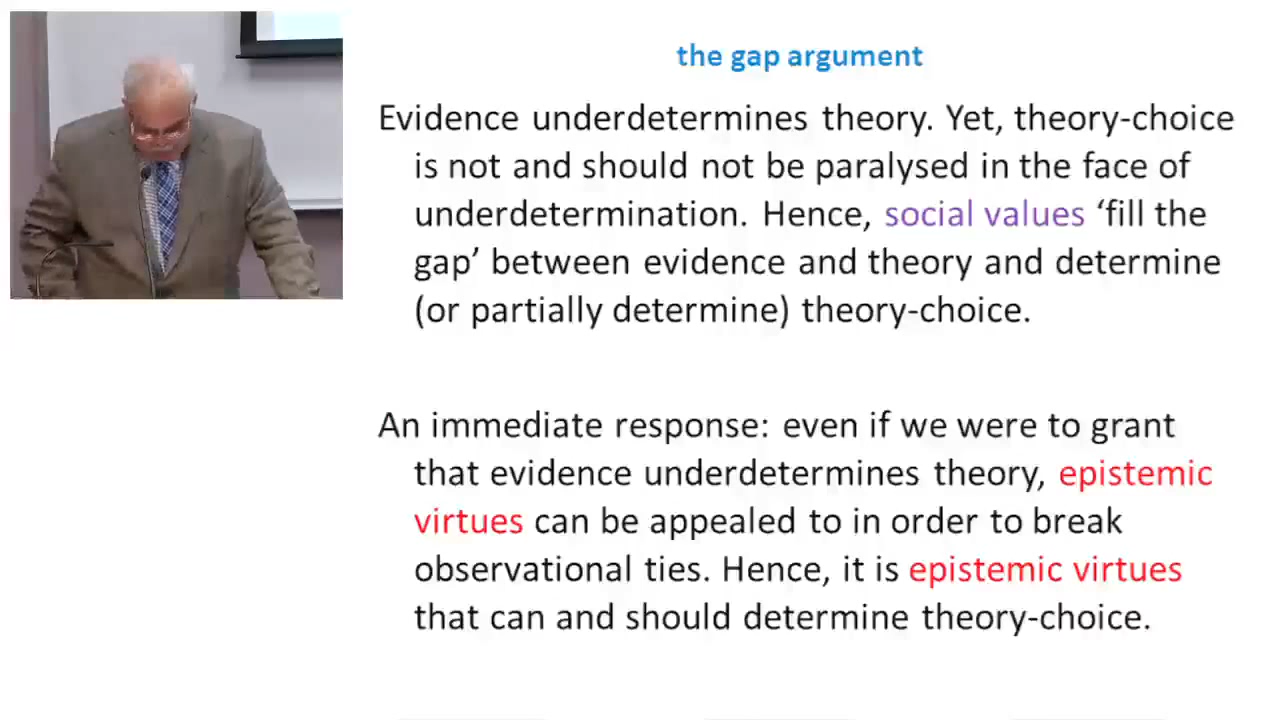 the gap argument
Evidence underdetermines theory. Yet, theory-choice
is not and should not be paralysed in the face of
underdetermination. Hence, social values ‘fill the
gap’ between evidence and theory and determine
(or partially determine) theory-choice.
An immediate response: even if we were to grant
that evidence underdetermines theory, epistemic
virtues can be appealed to in order to break
observational ties. Hence, it is epistemic virtues
that can and should determine theory-choice.